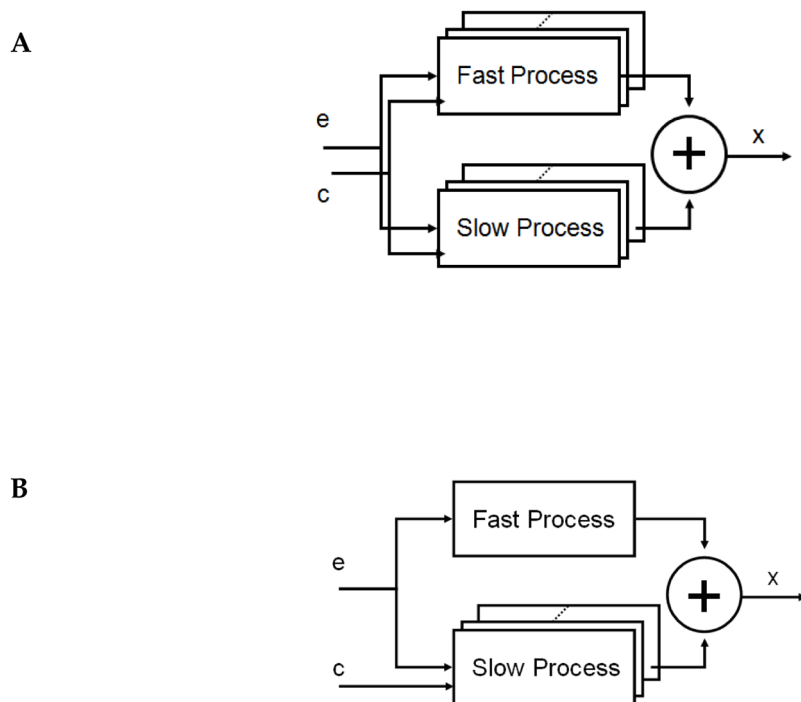 A
Fast Process
e
x
+
c
Slow Process
B
Fast Process
e
x
+
c
Slow Process